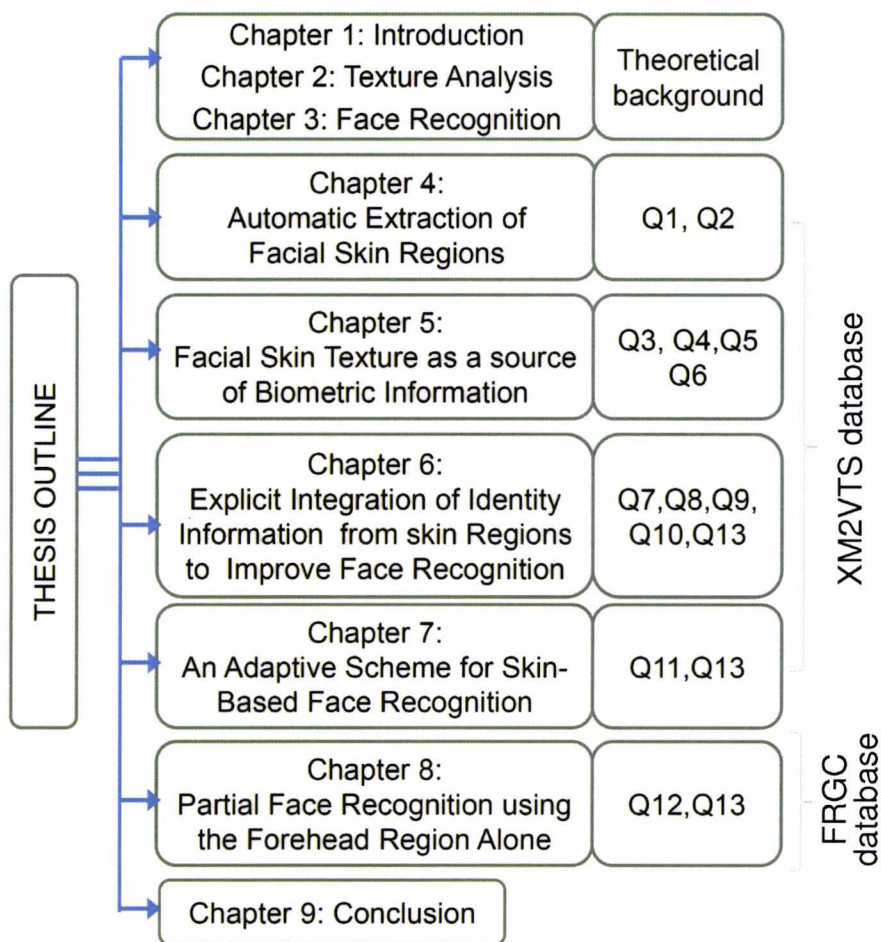 THESIS OUTLINE
Chapter 1: Introduction
Chapter 2: Texture Analysis
Chapter 3: Face Recognition
Theoretical
background
Chapter 4:
Automatic Extraction of
Facial Skin Regions
Q1, Q2
Chapter 5:
Facial Skin Texture as a source
of Biometric Information
Q3, Q4,Q5
Q6
Chapter 6:
Explicit Integration of Identity
Information from skin Regions
to Improve Face Recognition
Q7,Q8,Q9,
Q10,Q13
Chapter 7:
An Adaptive Scheme for Skin-
Based Face Recognition
Q11,Q13
XM2VTS database
Chapter 8:
Partial Face Recognition using
the Forehead Region Alone
Q12,Q13
FRGC
database
Chapter 9: Conclusion